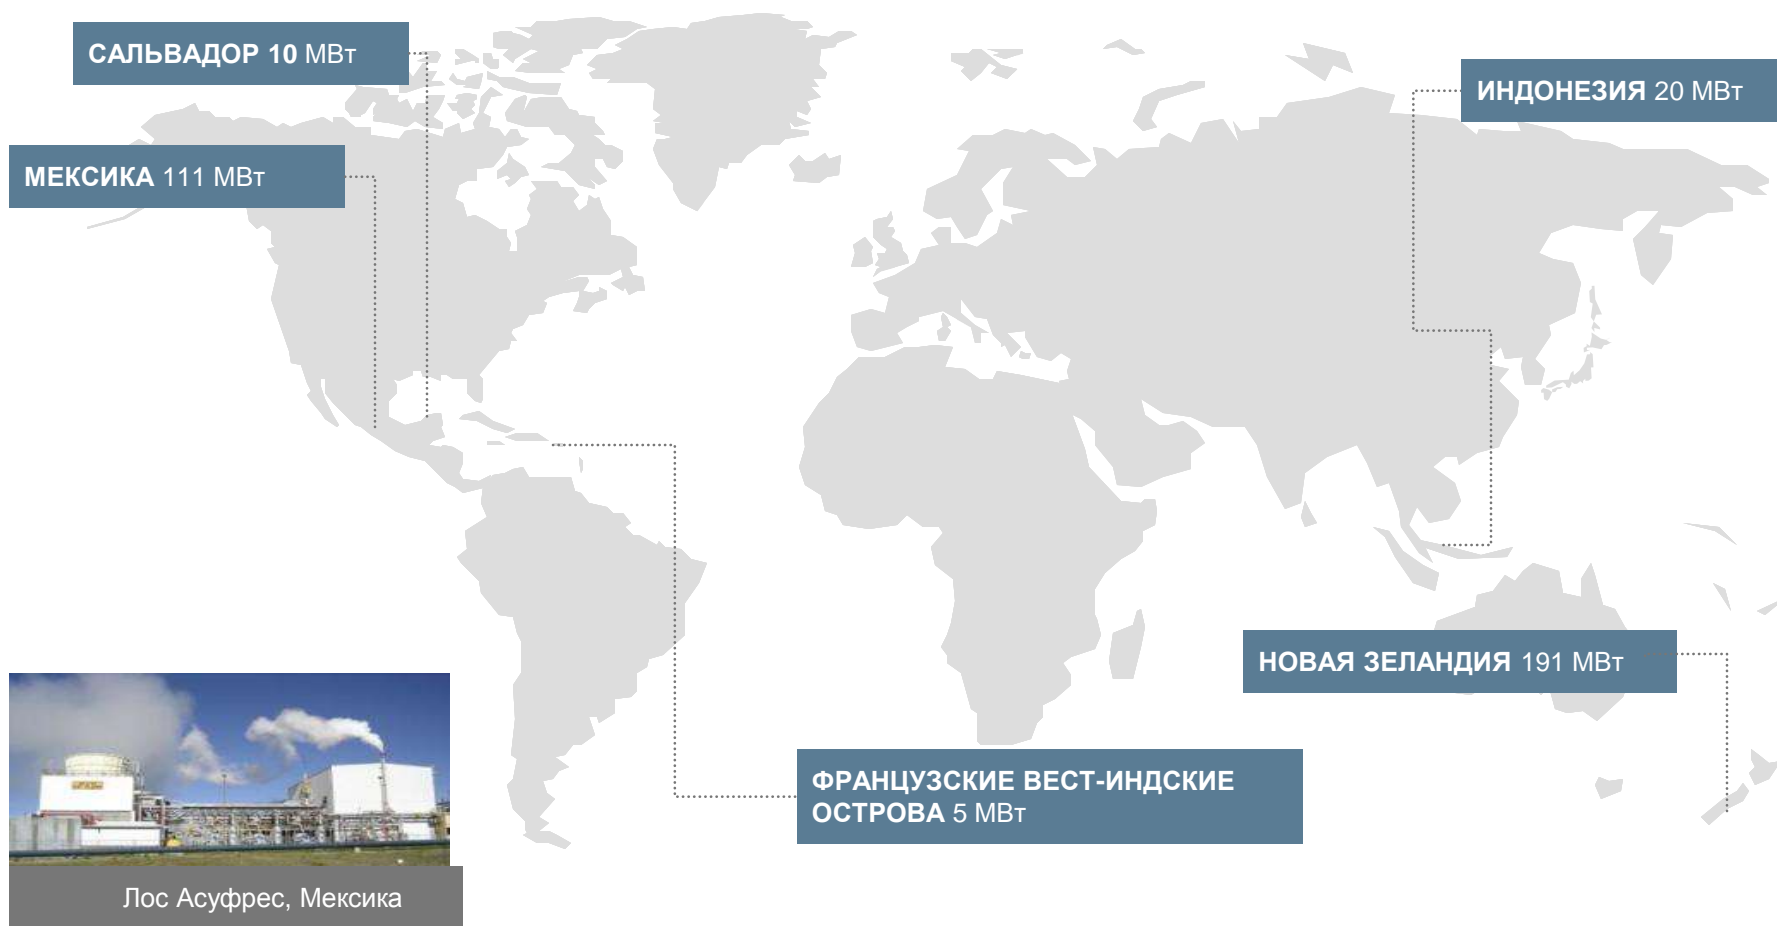 САЛЬВАДОР 10 МВт
ИНДОНЕЗИЯ 20 МВт
МЕКСИКА 111 МВт
НОВАЯ ЗЕЛАНДИЯ 191 МВт
ФРАНЦУЗСКИЕ ВЕСТ-ИНДСКИЕ
ОСТРОВА 5 МВт
Лос Асуфрес, Мексика